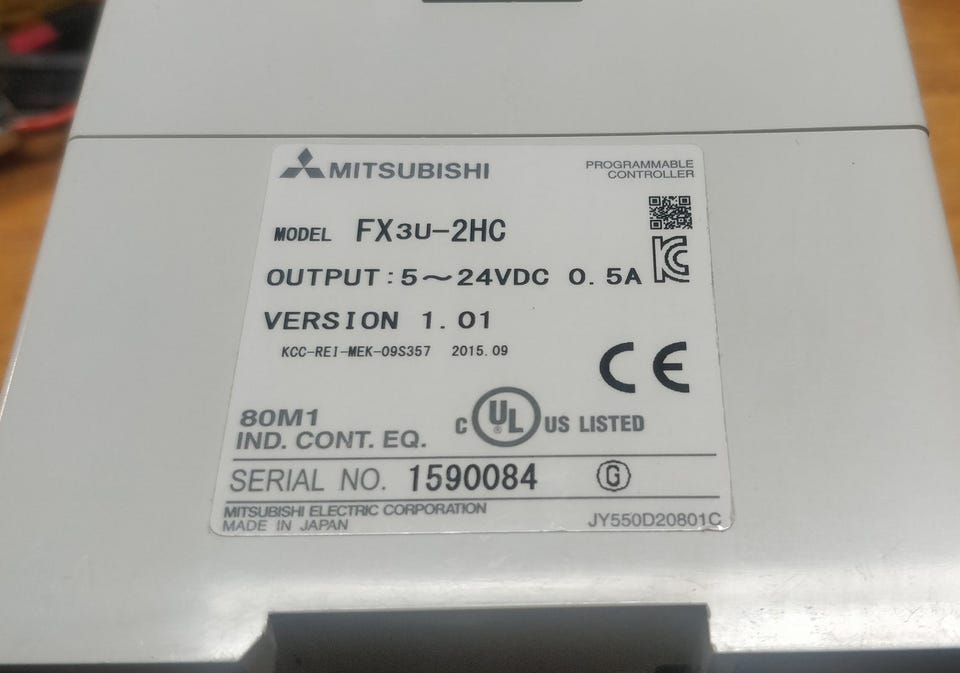 MITSUBISHI
PROGRAMMABLE
CONTROLLER
MODEL FX3U-2HC
OUTPUT:5~24VDC 0.5A
VERSION 1.01
KCC-REI-MEK-09S357 2015.09
CE
80M1
IND. CONT. EQ.
C UL® US LISTED
SERIAL NO. 1590084 G
MITSUBISHI ELECTRIC CORPORATION
MADE IN JAPAN
JY550D20801C